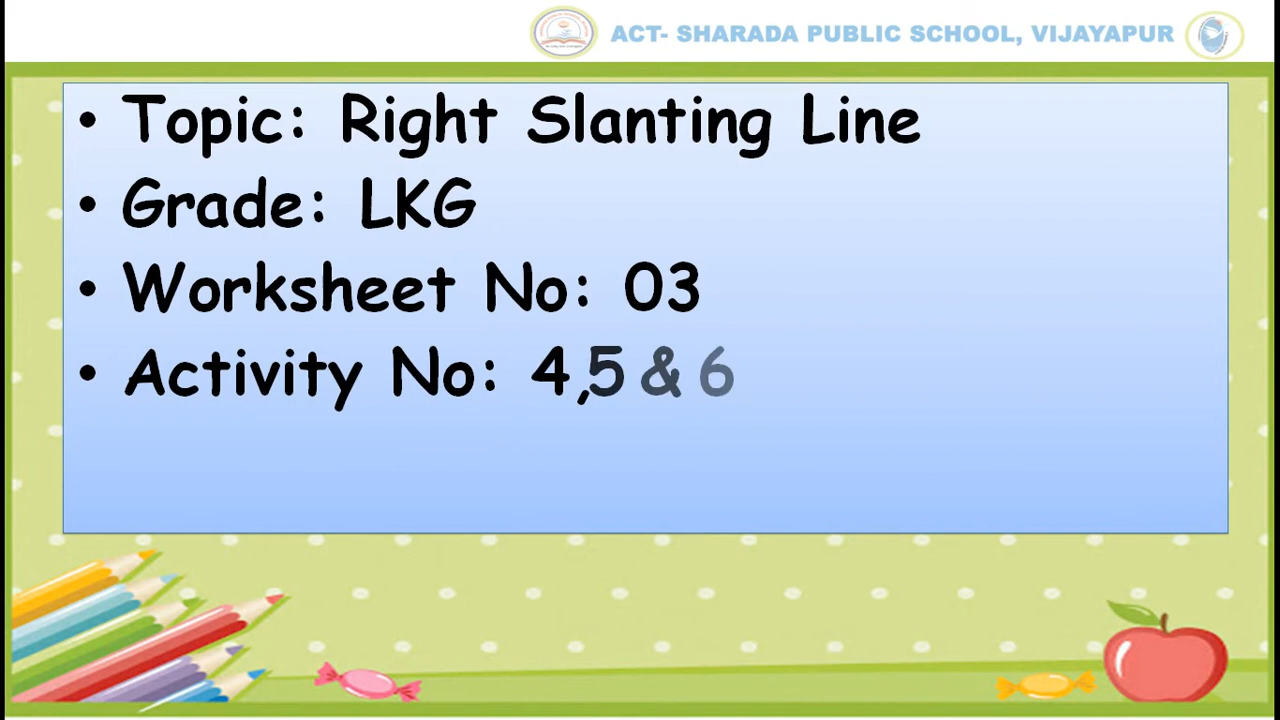 ACT- SHARADA PUBLIC SCHOOL, VIJAYAPUR
• Topic: Right Slanting Line
• Grade: LKG
• Worksheet No: 03
• Activity No: 4,5 & 6